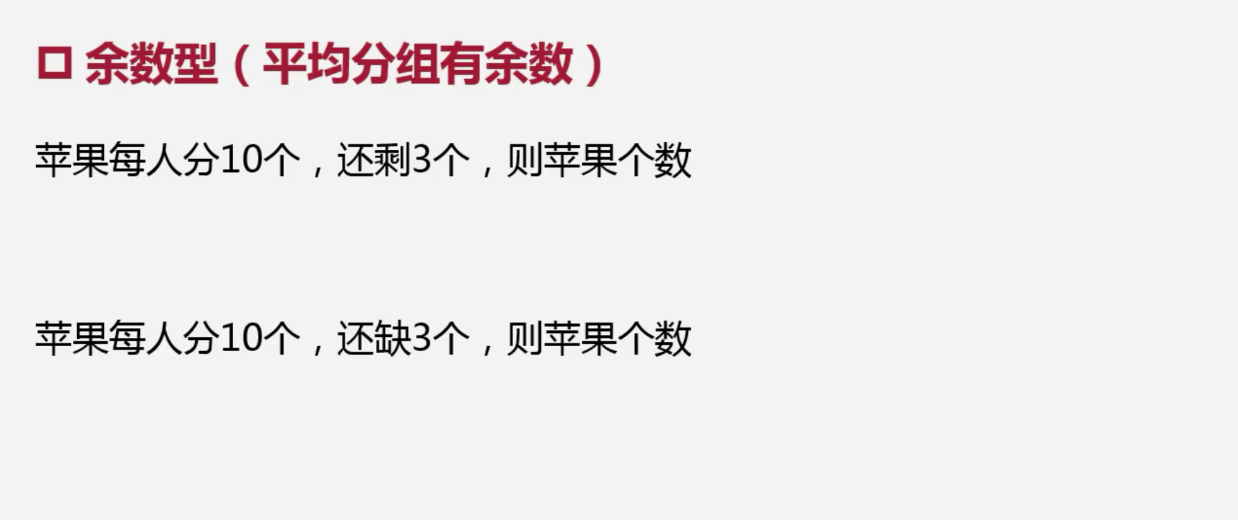 口 余数型（平均分组有余数）
苹果每人分10个，还剩3个，则苹果个数
苹果每人分10个，还缺3个，则苹果个数